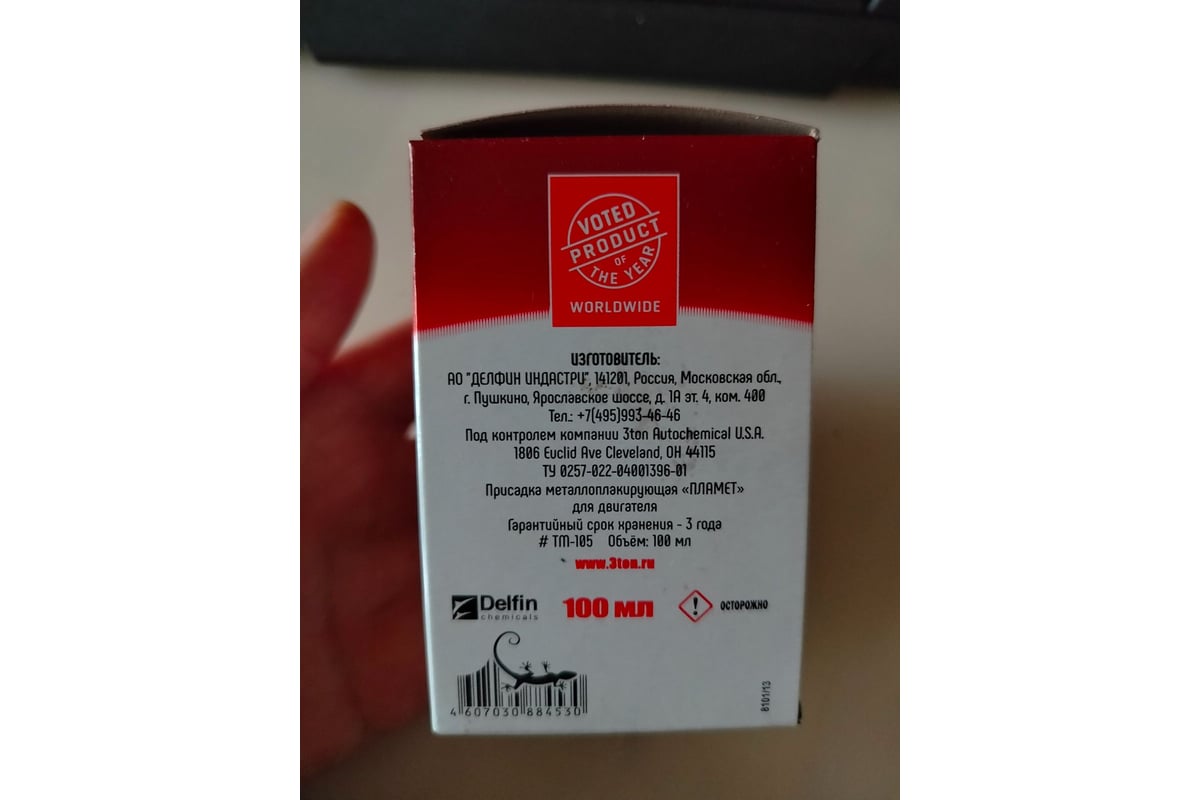 VOTED
PRODUCT
OF
THE YEAR
WORLDWIDE
ИЗГОТОВИТЕЛЬ:
АО "ДЕЛФИН ИНДАСТРИ", 141201, Россия, Московская обл.,
г. Пушкино, Ярославское шоссе, д. 1А эт. 4, ком. 400
Тел.: +7(495)993-46-46
Под контролем компании 3ton Autochemical U.S.A.
1806 Euclid Ave Cleveland, OH 44115
ТУ 0257-022-04001396-01
Присадка металлоплакирующая «ПЛАМЕТ»
для двигателя
Гарантийный срок хранения - 3 года
# ТМ-105 Объём: 100 мл
www.3ton.ru
Delfin
chemicals
100 мл
! ОСТОРОЖНО
4 607030 884530
8101/13